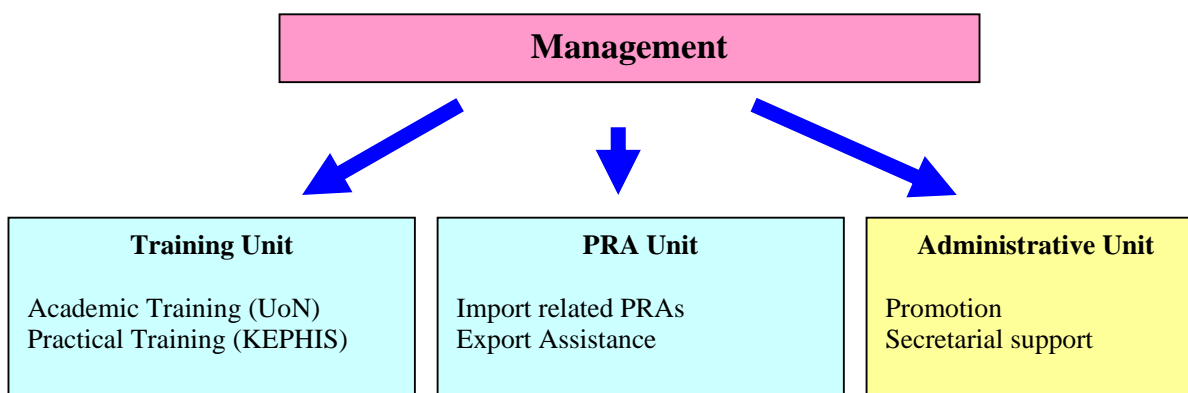 Management
Training Unit
Academic Training (UoN)
Practical Training (KEPHIS)
PRA Unit
Import related PRAs
Export Assistance
Administrative Unit
Promotion
Secretarial support